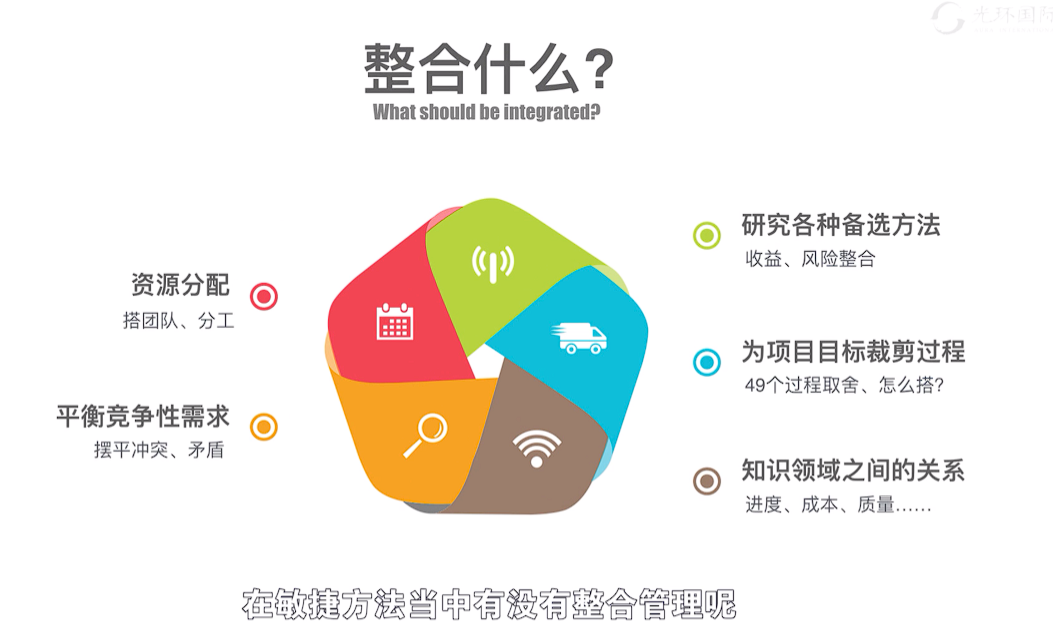 光环国际
整合什么?
What should be integrated?
资源分配
搭团队、分工
平衡竞争性需求
摆平冲突、矛盾
研究各种备选方法
收益、风险整合
为项目目标裁剪过程
49个过程取舍、怎么搭?
知识领域之间的关系
进度、成本、质量……
在敏捷方法当中有没有整合管理呢